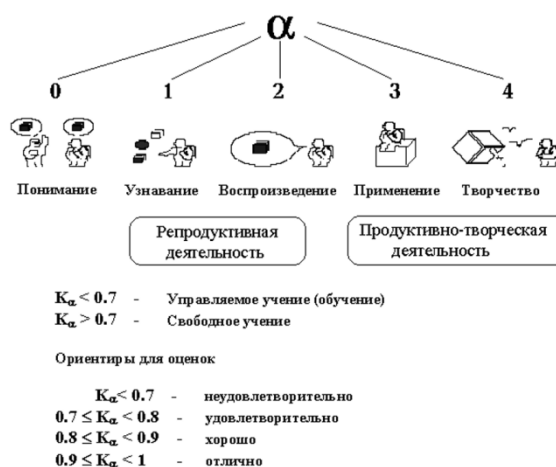 α
0 1 2 3 4
Понимание Узнавание Воспроизведение Применение Творчество
Репродуктивная
деятельность
Продуктивно-творческая
деятельность
Kα < 0.7 - Управляемое учение (обучение)
Kα > 0.7 - Свободное учение
Ориентиры для оценок
Kα< 0.7 - неудовлетворительно
0.7 ≤ Kα < 0.8 - удовлетворительно
0.8 ≤ Kα < 0.9 - хорошо
0.9 ≤ Kα < 1 - отлично